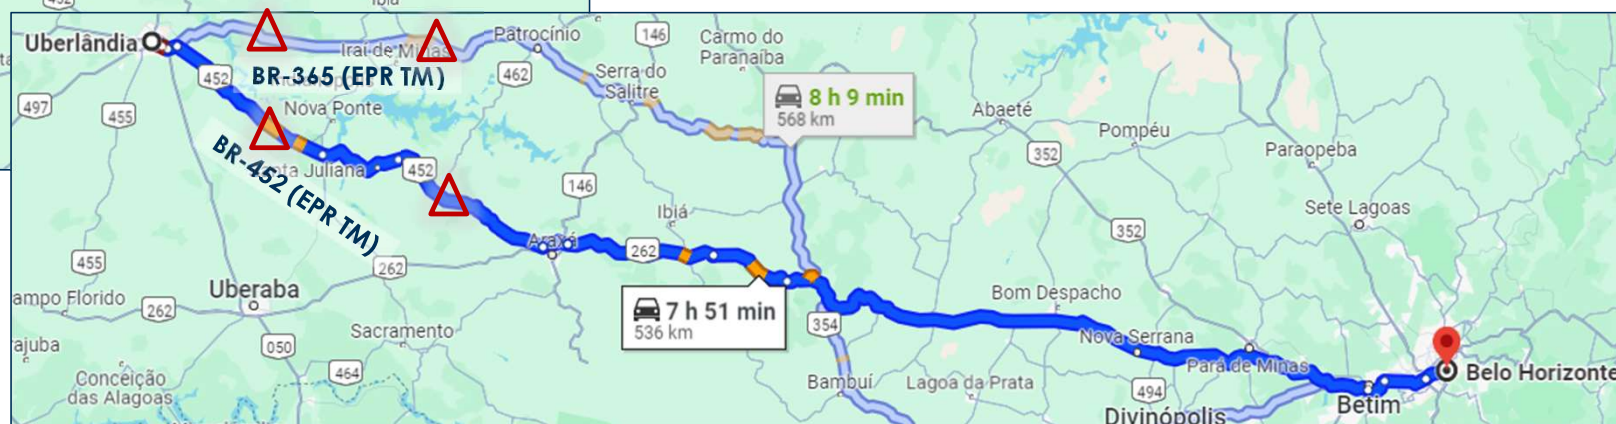 452
Ibiá
Uberlândia
Irai de Minas
Patrocínio
146
Carmo do
Paranaíba
BR-365 (EPR TM)
452
462
Serra do
Salitre
8 h 9 min
568 km
497
455
Nova Ponte
Abaeté
Pompéu
BR-452 (EPR TM)
Juliana
452
352
Paraopeba
146
Ibiá
Sete Lagoas
352
Araxá
262
455
262
Uberaba
ampo Florido
262
7 h 51 min
536 km
Bom Despacho
354
Sacramento
050
Nova Serrana
rajuba
464
Pará de Minas
Conceição
das Alagoas
Bambuí
Lagoa da Prata
494
Belo Horizonte
Betim
Divinópolis